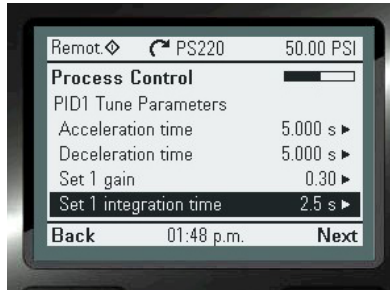 Remot. PS220 50.00 PSI
Process Control
PID1 Tune Parameters
Acceleration time 5.000 s
Deceleration time 5.000 s
Set 1 gain 0.30
Set 1 integration time 2.5 s
Back 01:48 p.m. Next